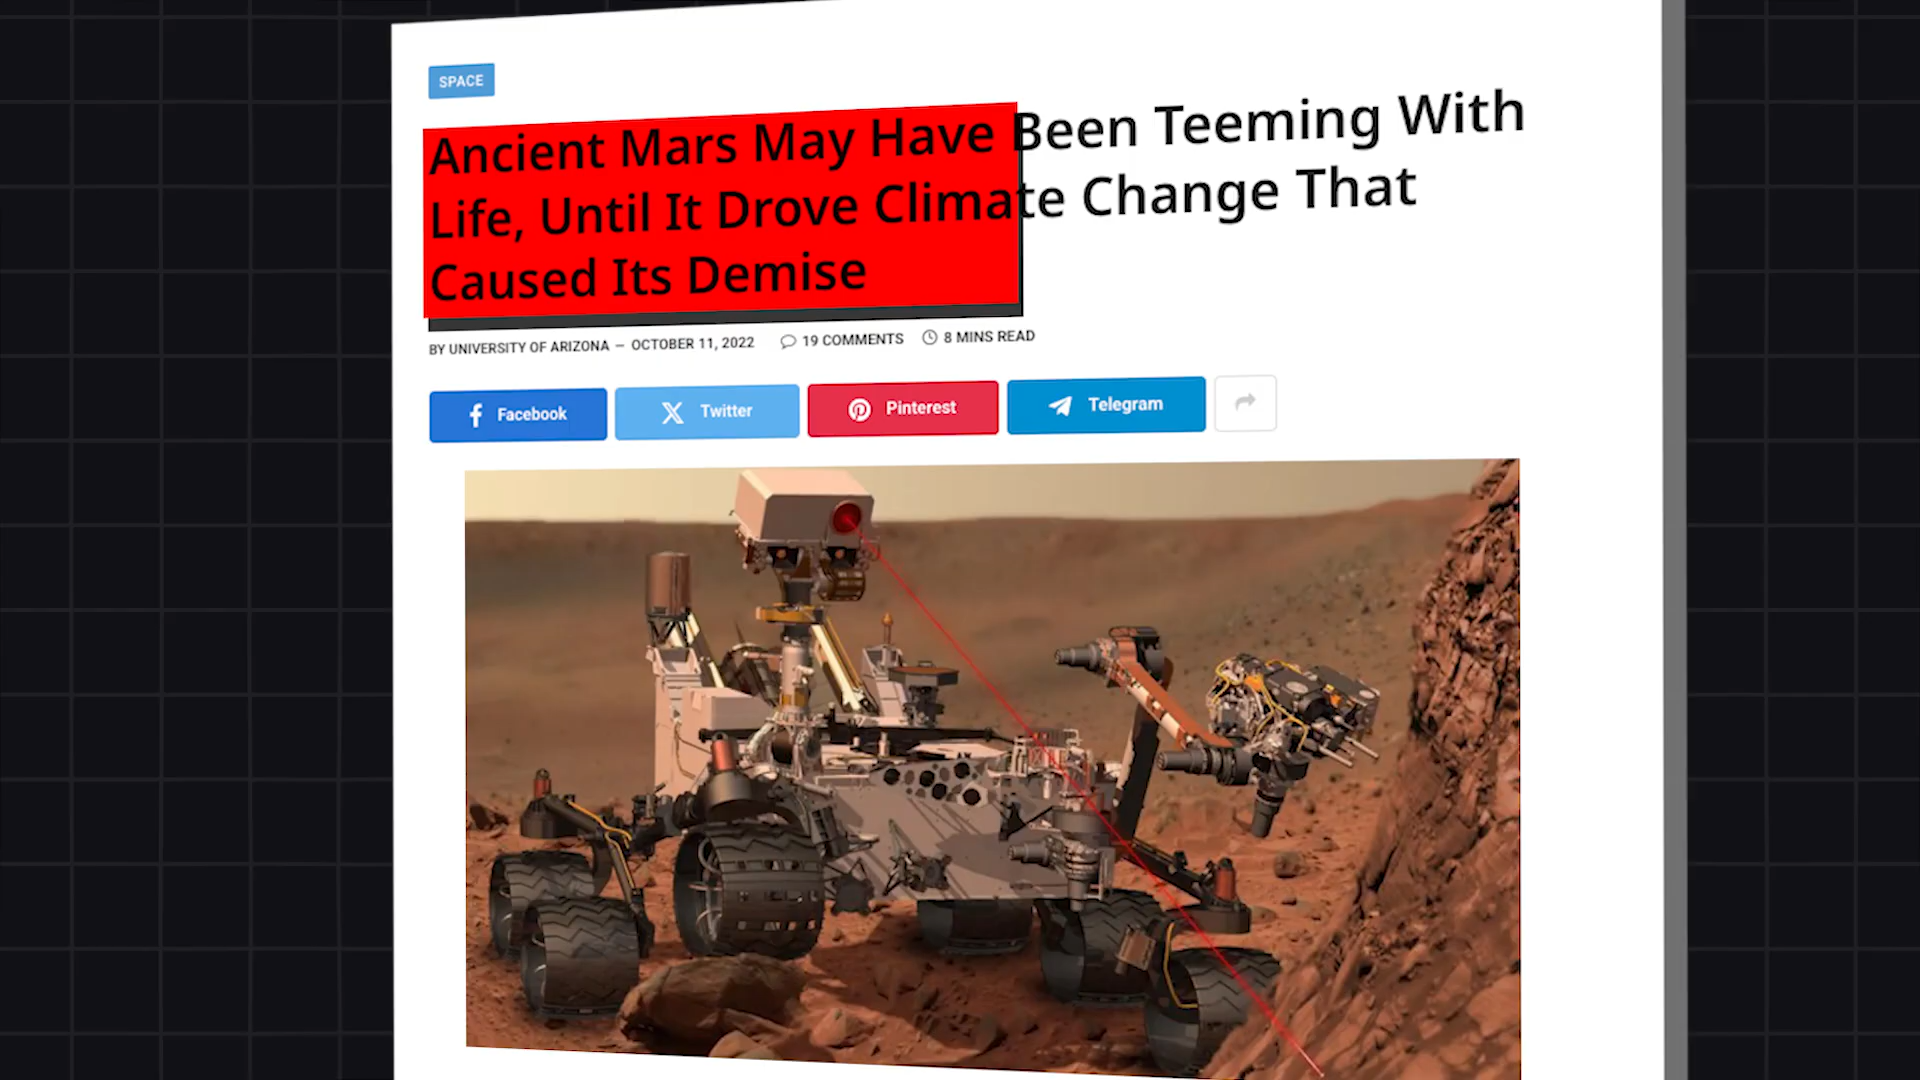 SPACE
Ancient Mars May Have Been Teeming With
Life, Until It Drove Climate Change That
Caused Its Demise
BY UNIVERSITY OF ARIZONA – OCTOBER 11, 2022 19 COMMENTS 8 MINS READ
Facebook Twitter Pinterest Telegram